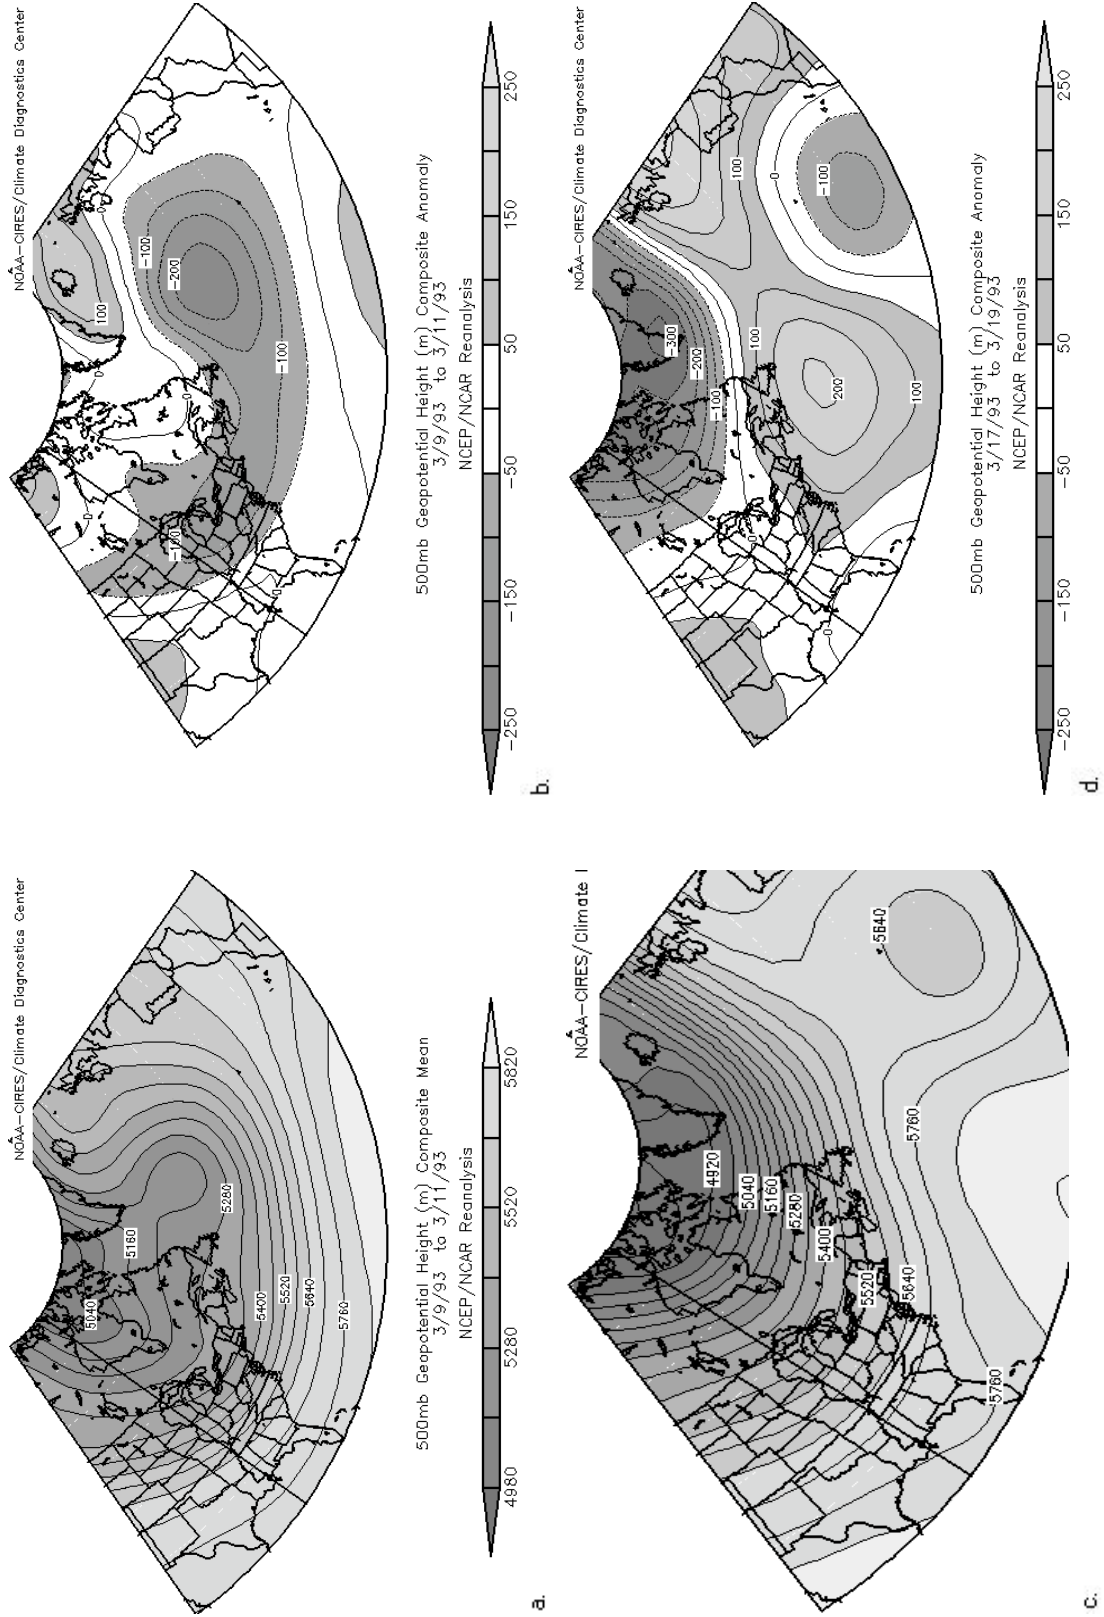 NOAA-CIRES/Climate Diagnostics Center
5040
5160
5280
5400
5520
5640
5760
500mb Geopotential Height (m) Composite Mean
3/9/93 to 3/11/93
NCEP/NCAR Reanalysis
4980 5280 5520 5820
a.
NOAA-CIRES/Climate Diagnostics Center
100
0
0
0
0
-100
-200
-100
-100
0
500mb Geopotential Height (m) Composite Anomaly
3/9/93 to 3/11/93
NCEP/NCAR Reanalysis
-250 -150 -50 50 150 250
b.
NOAA-CIRES/Climate
4920
5040
5160
5280
5400
5520
5640
5640
5760
5760
c.
NOAA-CIRES/Climate Diagnostics Center
-300
-200
-100
100
100
0
0
0
-100
200
100
500mb Geopotential Height (m) Composite Anomaly
3/17/93 to 3/19/93
NCEP/NCAR Reanalysis
-250 -150 -50 50 150 250
d.